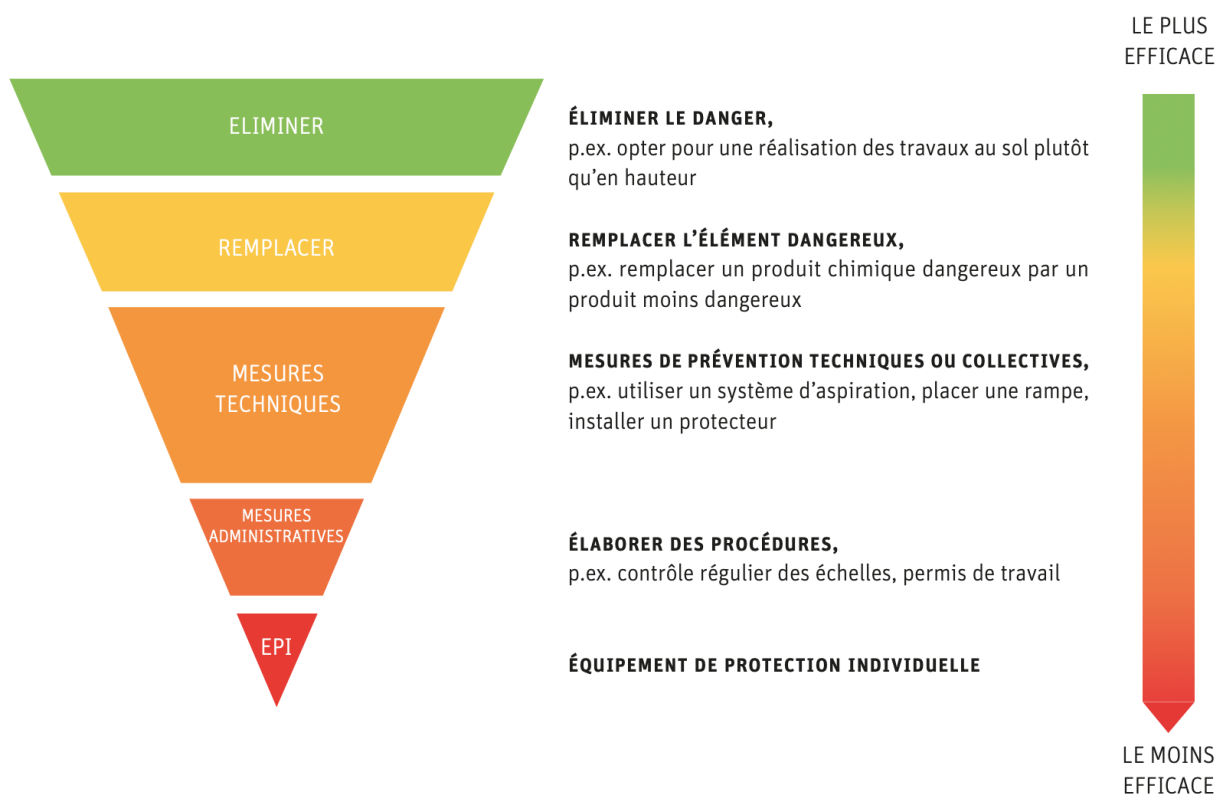 LE PLUS
EFFICACE
ELIMINER
ÉLIMINER LE DANGER,
p.ex. opter pour une réalisation des travaux au sol plutôt
qu'en hauteur
REMPLACER
REMPLACER L'ÉLÉMENT DANGEREUX,
p.ex. remplacer un produit chimique dangereux par un
produit moins dangereux
MESURES
TECHNIQUES
MESURES DE PRÉVENTION TECHNIQUES OU COLLECTIVES,
p.ex. utiliser un système d'aspiration, placer une rampe,
installer un protecteur
MESURES
ADMINISTRATIVES
ÉLABORER DES PROCÉDURES,
p.ex. contrôle régulier des échelles, permis de travail
EPI
ÉQUIPEMENT DE PROTECTION INDIVIDUELLE
LE MOINS
EFFICACE